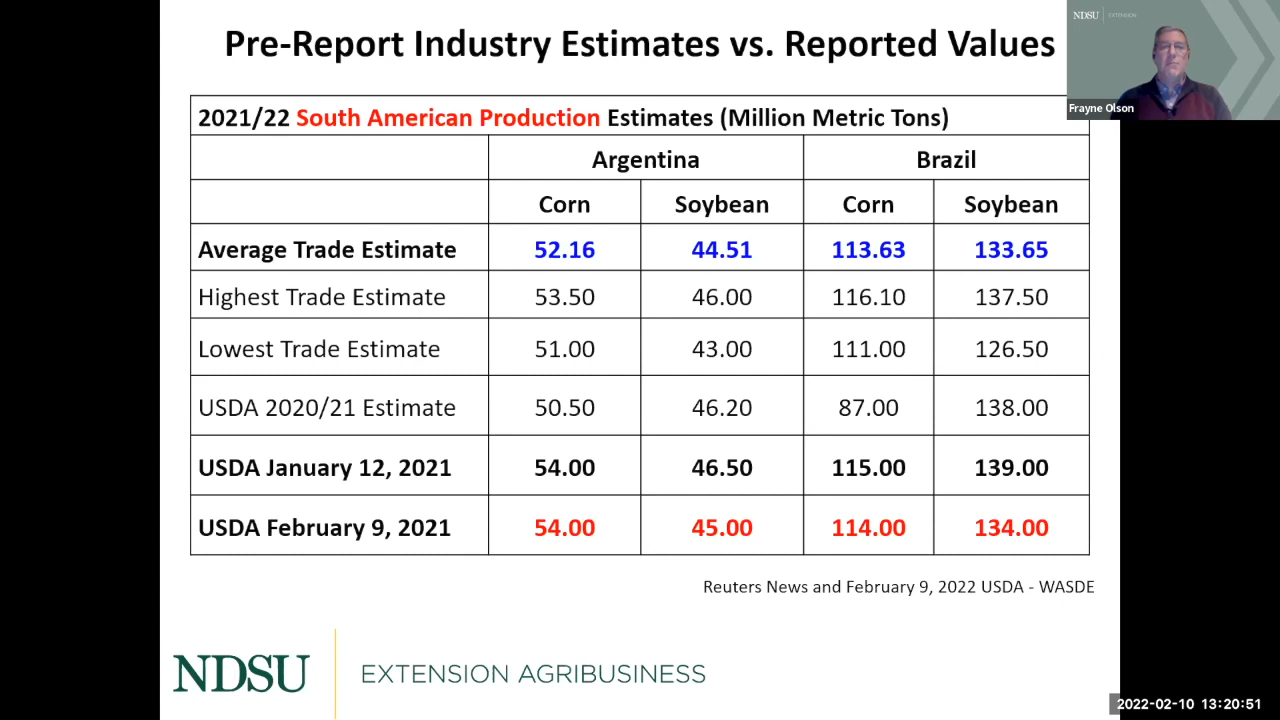 Pre-Report Industry Estimates vs. Reported Values
NDSU EXTENSION
Frayne Olson
2021/22 South American Production Estimates (Million Metric Tons)
Argentina Brazil
Corn Soybean Corn Soybean
Average Trade Estimate 52.16 44.51 113.63 133.65
Highest Trade Estimate 53.50 46.00 116.10 137.50
Lowest Trade Estimate 51.00 43.00 111.00 126.50
USDA 2020/21 Estimate 50.50 46.20 87.00 138.00
USDA January 12, 2021 54.00 46.50 115.00 139.00
USDA February 9, 2021 54.00 45.00 114.00 134.00
Reuters News and February 9, 2022 USDA - WASDE
NDSU EXTENSION AGRIBUSINESS
2022-02-10 13:20:51